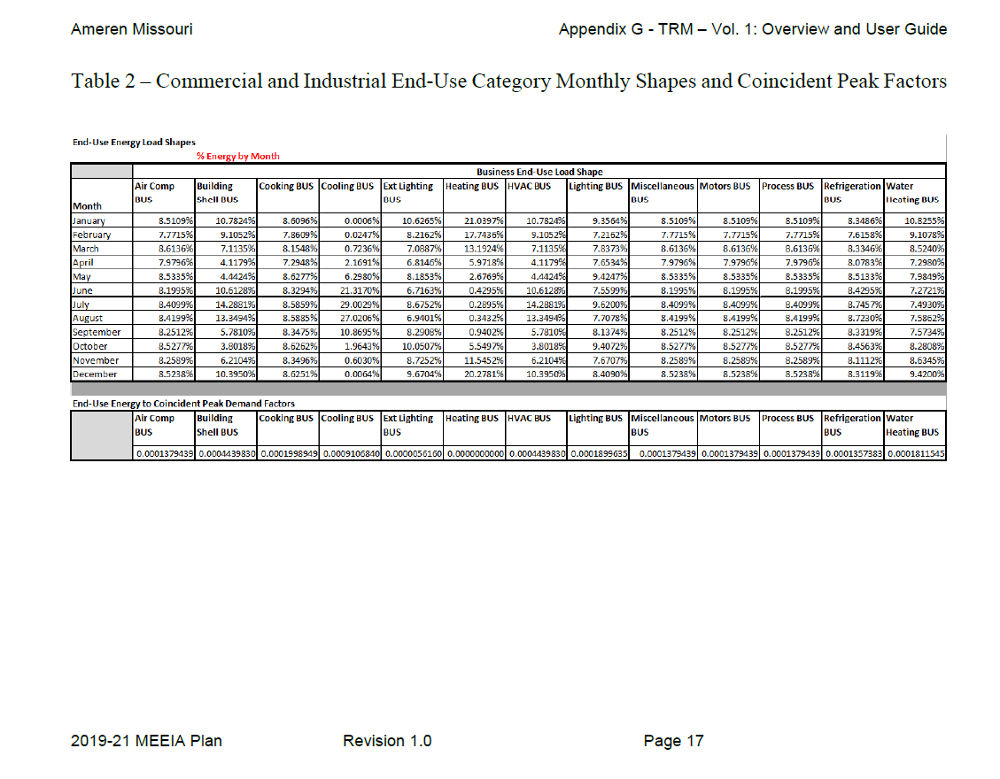 Ameren Missouri Appendix G - TRM – Vol. 1: Overview and User Guide
Table 2 – Commercial and Industrial End-Use Category Monthly Shapes and Coincident Peak Factors
End-Use Energy Load Shapes
% Energy by Month
Business End-Use Load Shape
Month Air Comp BUS Building Shell BUS Cooking BUS Cooling BUS Ext Lighting BUS Heating BUS HVAC BUS Lighting BUS Miscellaneous BUS Motors BUS Process BUS Refrigeration BUS Water Heating BUS
January 8.5109% 10.7824% 8.6096% 0.0006% 10.6265% 21.0397% 10.7824% 9.3564% 8.5109% 8.5109% 8.5109% 8.3486% 10.8255%
February 7.7715% 9.1052% 7.8609% 0.0247% 8.2162% 17.7436% 9.1052% 7.2162% 7.7715% 7.7715% 7.7715% 7.6158% 9.1078%
March 8.6136% 7.1135% 8.1548% 0.7236% 7.0887% 13.1924% 7.1135% 7.8373% 8.6136% 8.6136% 8.6136% 8.3346% 8.5240%
April 7.9796% 4.1179% 7.2948% 2.1691% 6.8146% 5.9718% 4.1179% 7.6534% 7.9796% 7.9796% 7.9796% 8.0783% 7.2980%
May 8.5335% 4.4424% 8.6277% 6.2980% 8.1853% 2.6769% 4.4424% 9.4247% 8.5335% 8.5335% 8.5335% 8.5133% 7.9849%
June 8.1995% 10.6128% 8.3294% 21.3170% 6.7163% 0.4295% 10.6128% 7.5599% 8.1995% 8.1995% 8.1995% 8.4295% 7.2721%
July 8.4099% 14.2881% 8.5859% 29.0029% 8.6752% 0.2895% 14.2881% 9.6200% 8.4099% 8.4099% 8.4099% 8.7457% 7.4930%
August 8.4199% 13.3494% 8.5885% 27.0206% 6.9401% 0.3432% 13.3494% 7.7078% 8.4199% 8.4199% 8.4199% 8.7230% 7.5862%
September 8.2512% 5.7810% 8.3475% 10.8695% 8.2908% 0.9402% 5.7810% 8.1374% 8.2512% 8.2512% 8.2512% 8.3319% 7.5734%
October 8.5277% 3.8018% 8.6262% 1.9643% 10.0507% 5.5497% 3.8018% 9.4072% 8.5277% 8.5277% 8.5277% 8.4563% 8.2808%
November 8.2589% 6.2104% 8.3496% 0.6030% 8.7252% 11.5452% 6.2104% 7.6707% 8.2589% 8.2589% 8.2589% 8.1112% 8.6345%
December 8.5238% 10.3950% 8.6251% 0.0064% 9.6704% 20.2781% 10.3950% 8.4090% 8.5238% 8.5238% 8.5238% 8.3119% 9.4200%
End-Use Energy to Coincident Peak Demand Factors
Air Comp BUS Building Shell BUS Cooking BUS Cooling BUS Ext Lighting BUS Heating BUS HVAC BUS Lighting BUS Miscellaneous BUS Motors BUS Process BUS Refrigeration BUS Water Heating BUS
0.0001379439 0.0004439830 0.0001998949 0.0009106840 0.0000056160 0.0000000000 0.0004439830 0.0001899635 0.0001379439 0.0001379439 0.0001379439 0.0001357383 0.0001811545
2019-21 MEEIA Plan Revision 1.0 Page 17